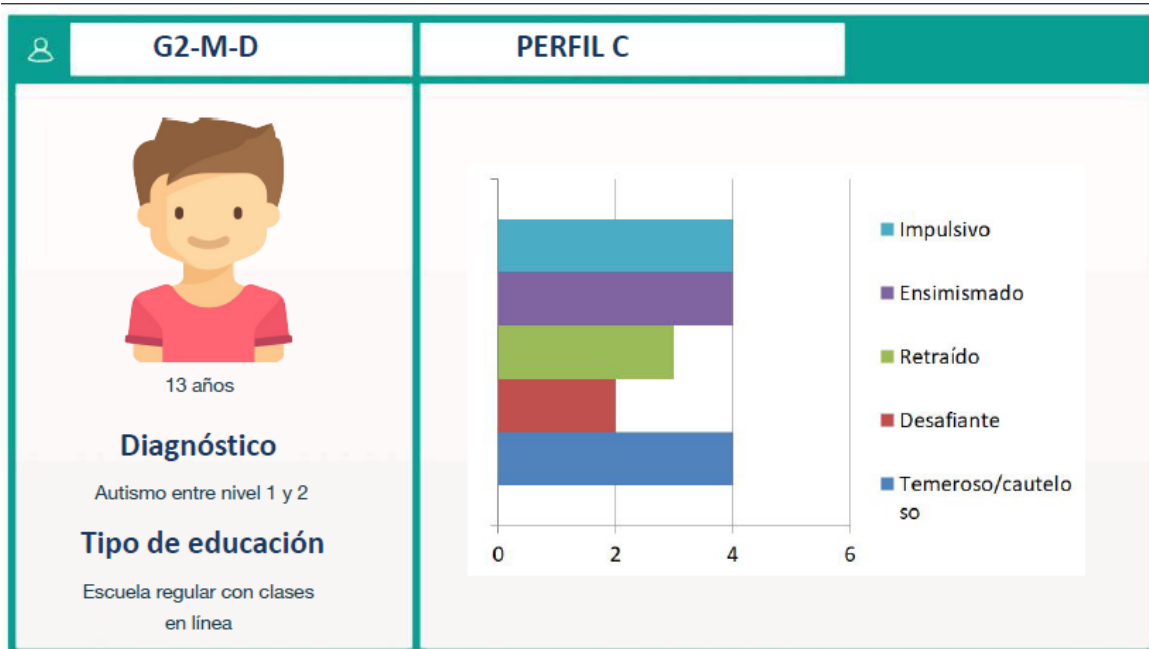 G2-M-D
PERFIL C
13 años
Diagnóstico
Autismo entre nivel 1 y 2
Tipo de educación
Escuela regular con clases
en línea
Impulsivo
Ensimismado
Retraído
Desafiante
Temeroso/cautelo
so
0 2 4 6